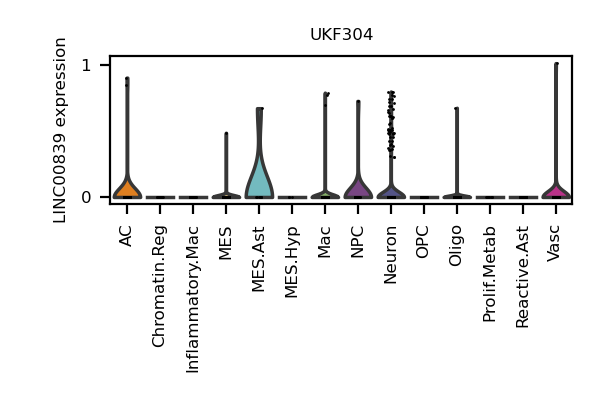 UKF304
LINC00839 expression
1
0
AC
Chromatin.Reg
Inflammatory.Mac
MES
MES.Ast
MES.Hyp
Mac
NPC
Neuron
OPC
Oligo
Prolif.Metab
Reactive.Ast
Vasc